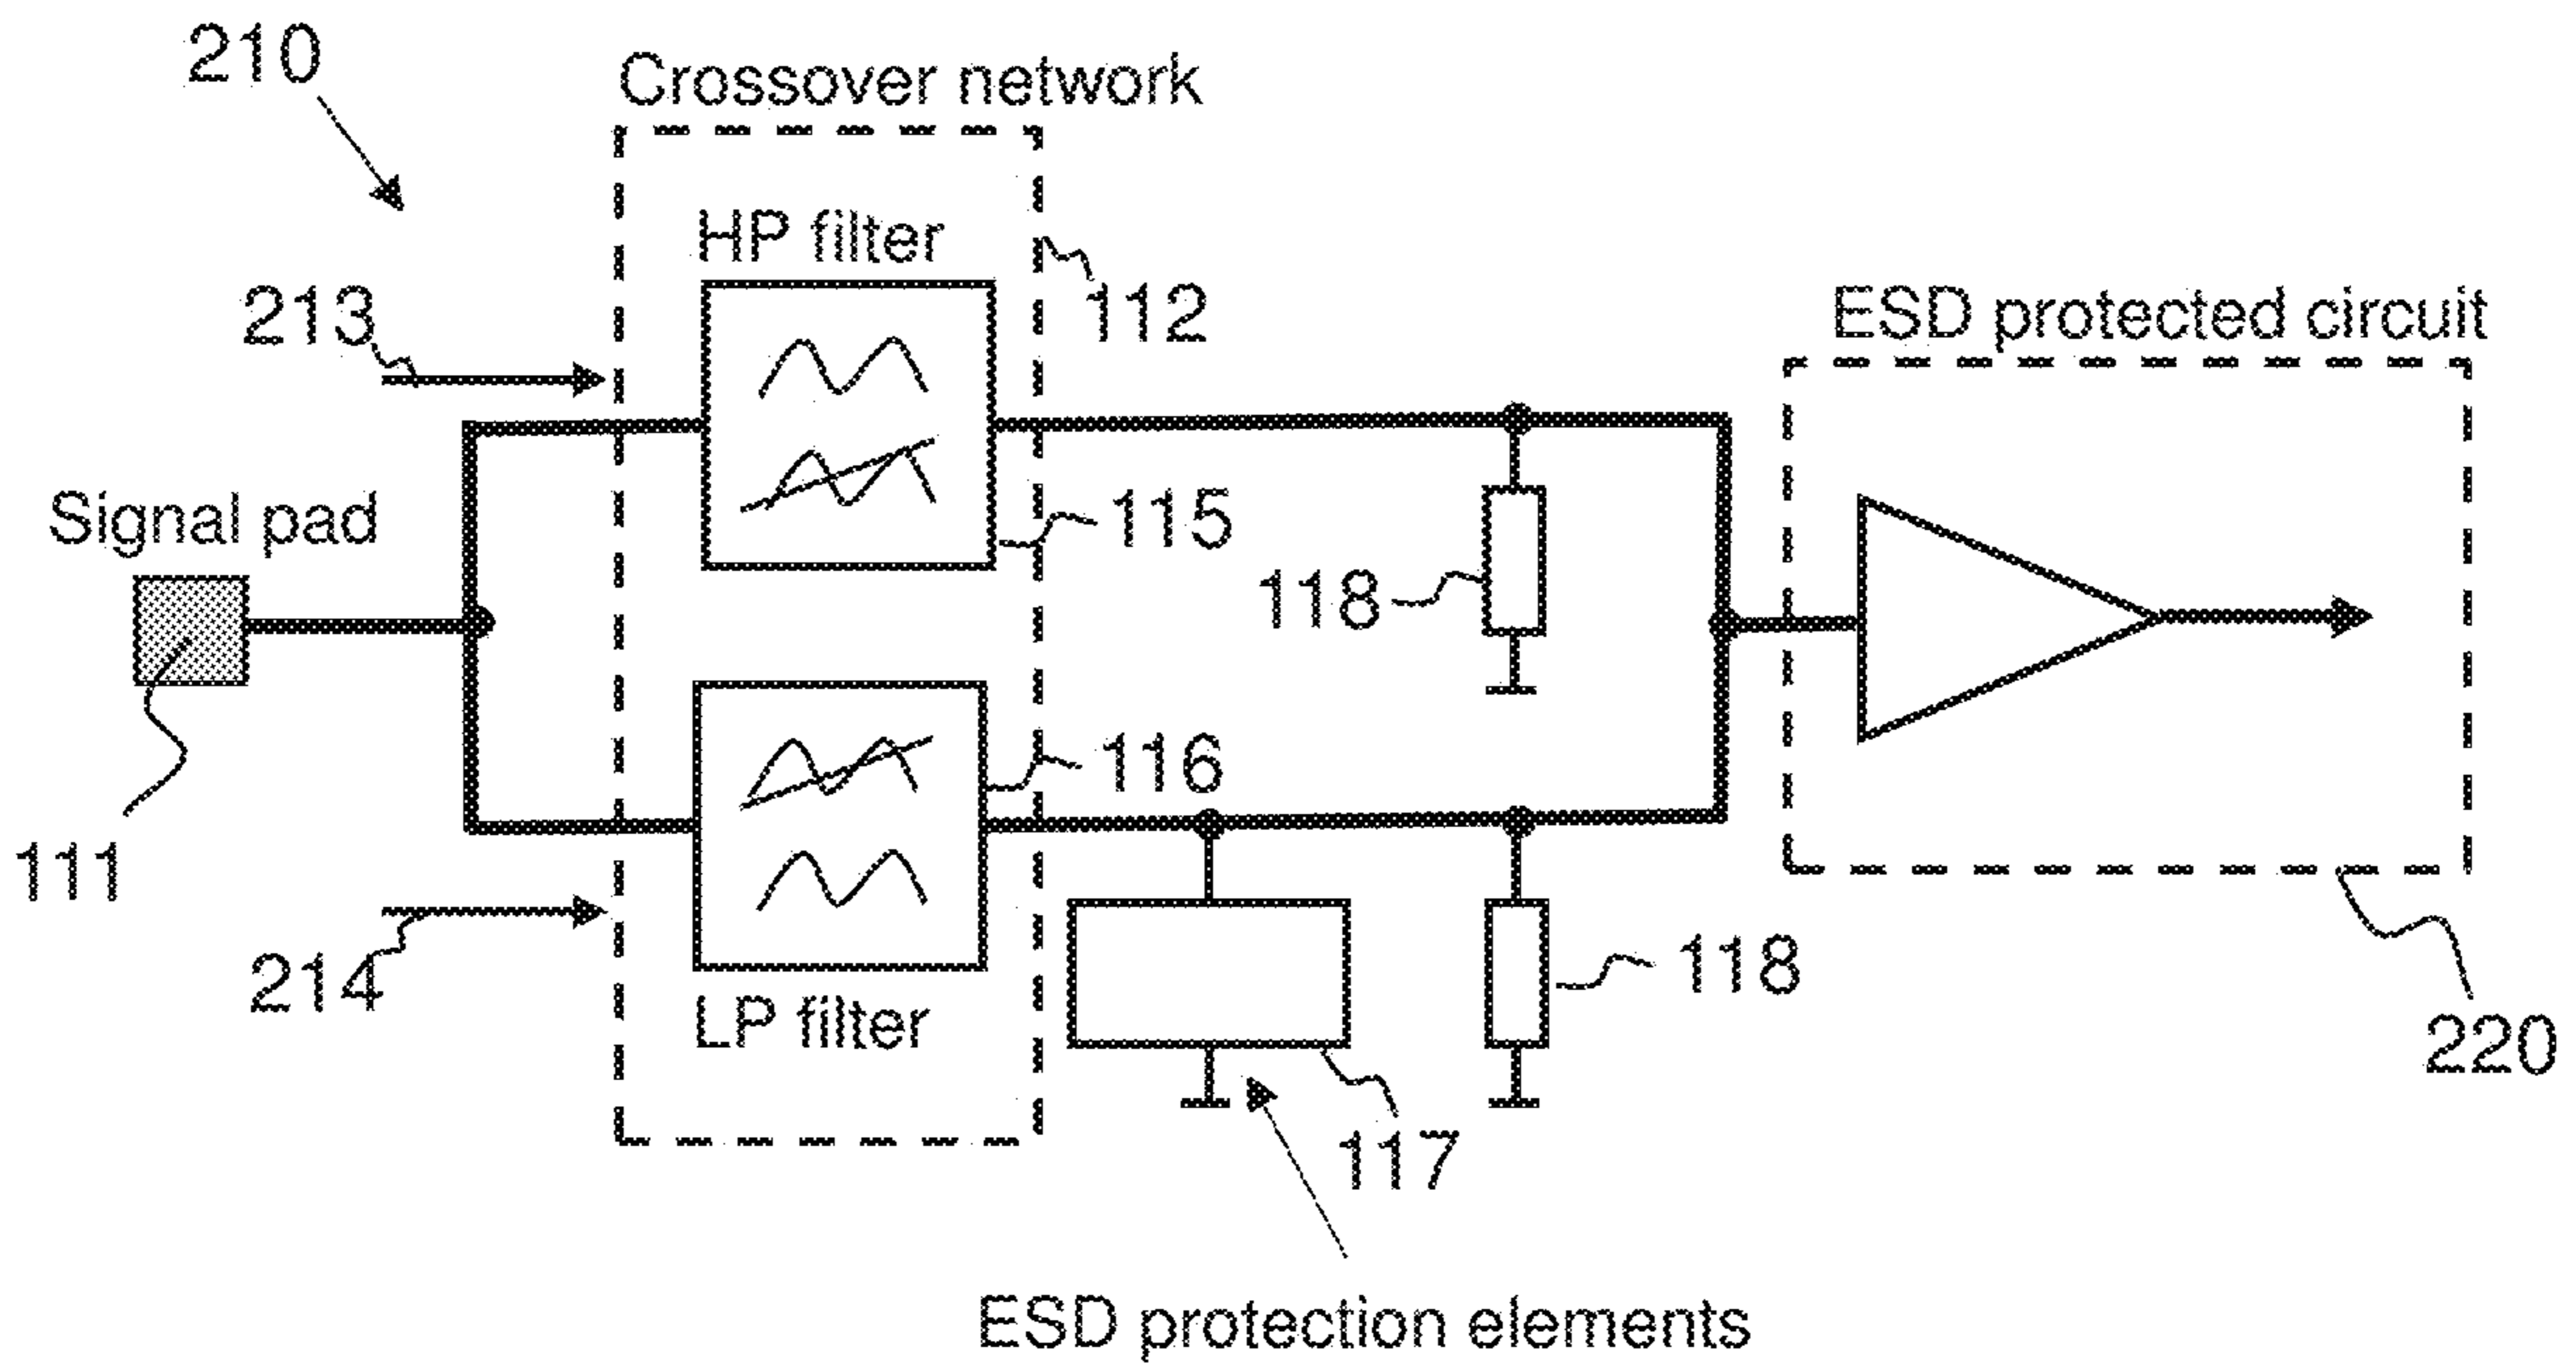 210
Crossover network
HP filter
213
112
ESD protected circuit
Signal pad
115
118
116
111
214
LP filter
118
220
117
ESD protection elements